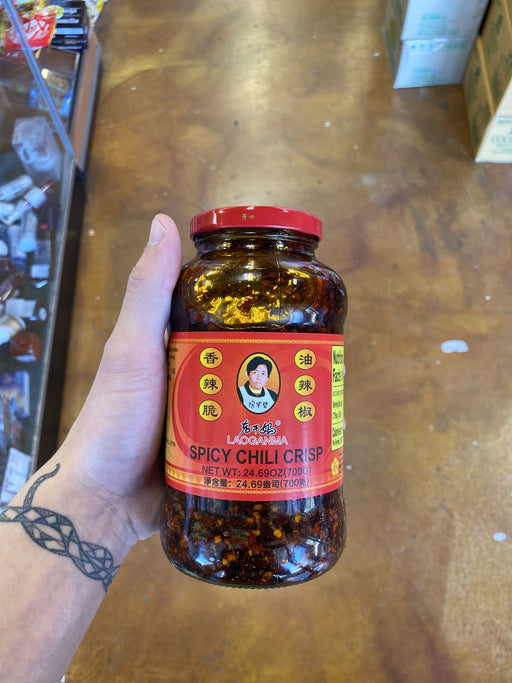 开
香辣脆
油辣椒
陶华碧
老干妈
LAOGANMA
SPICY CHILI CRISP
NET WT: 24.69OZ(700G)
淨含量: 24.69盎司(700克)